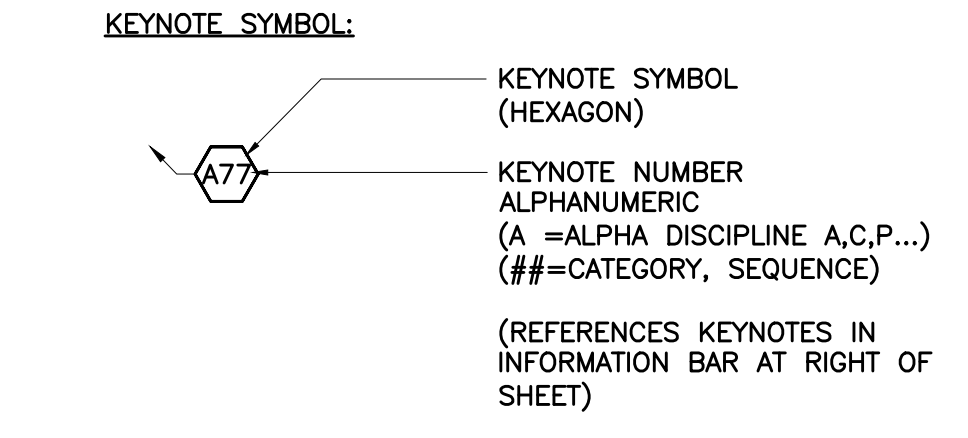 KEYNOTE SYMBOL:
KEYNOTE SYMBOL
(HEXAGON)
A77
KEYNOTE NUMBER
ALPHANUMERIC
(A =ALPHA DISCIPLINE A,C,P...)
(##=CATEGORY, SEQUENCE)
(REFERENCES KEYNOTES IN
INFORMATION BAR AT RIGHT OF
SHEET)